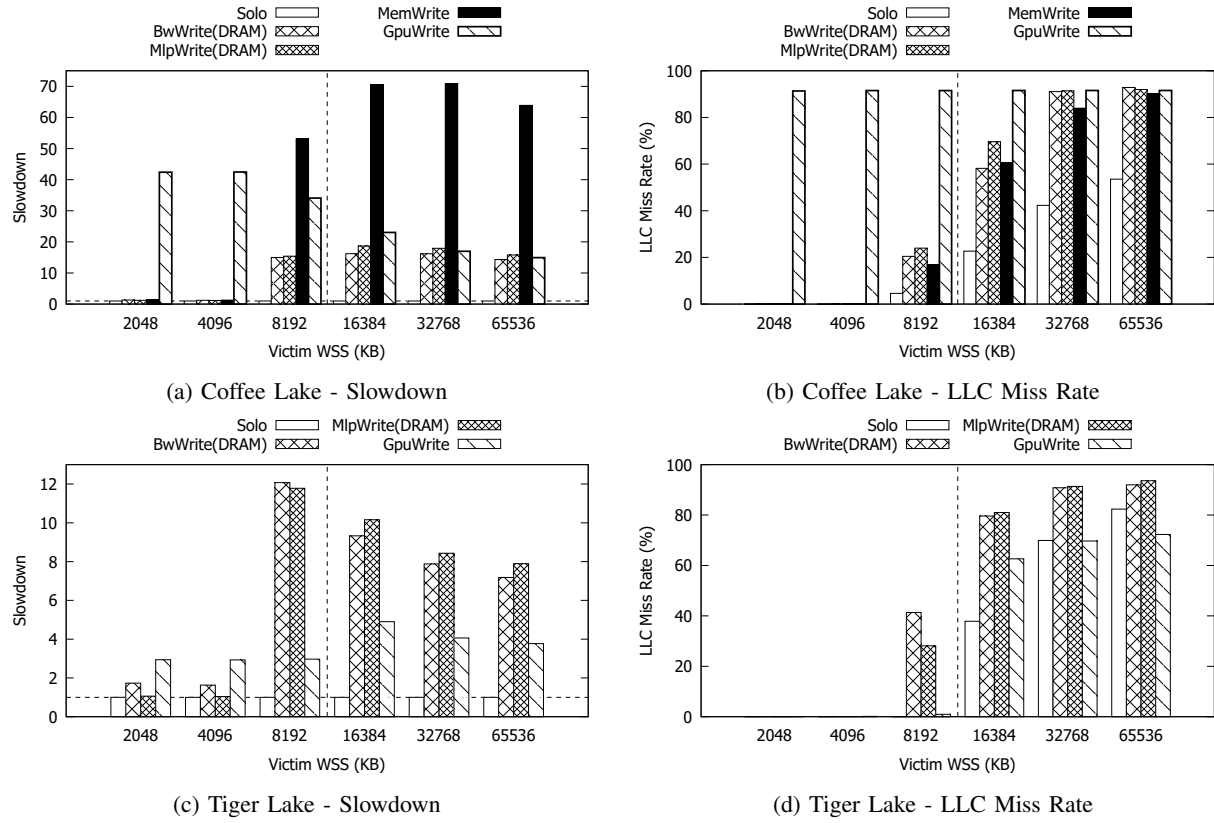 Solo
BwWrite(DRAM)
MlpWrite(DRAM)
MemWrite
GpuWrite
70
60
50
40
30
20
10
0
Slowdown
2048 4096 8192 16384 32768 65536
Victim WSS (KB)
(a) Coffee Lake - Slowdown
Solo
BwWrite(DRAM)
MlpWrite(DRAM)
MemWrite
GpuWrite
100
80
60
40
20
0
LLC Miss Rate (%)
2048 4096 8192 16384 32768 65536
Victim WSS (KB)
(b) Coffee Lake - LLC Miss Rate
Solo
BwWrite(DRAM)
MlpWrite(DRAM)
GpuWrite
12
10
8
6
4
2
0
Slowdown
2048 4096 8192 16384 32768 65536
Victim WSS (KB)
(c) Tiger Lake - Slowdown
Solo
BwWrite(DRAM)
MlpWrite(DRAM)
GpuWrite
100
80
60
40
20
0
LLC Miss Rate (%)
2048 4096 8192 16384 32768 65536
Victim WSS (KB)
(d) Tiger Lake - LLC Miss Rate